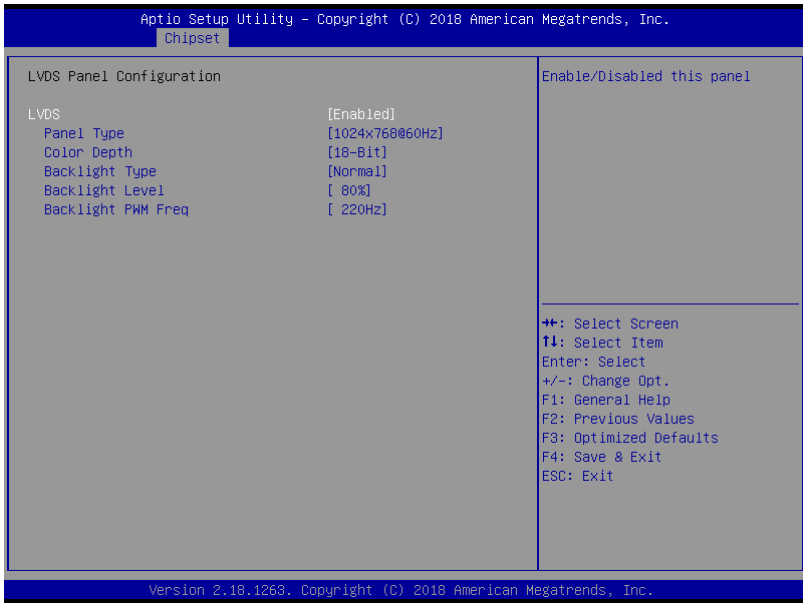 Aptio Setup Utility – Copyright (C) 2018 American Megatrends, Inc.
Chipset
LVDS Panel Configuration
LVDS [Enabled]
Panel Type [1024x768@60Hz]
Color Depth [18-Bit]
Backlight Type [Normal]
Backlight Level [ 80%]
Backlight PWM Freq [ 220Hz]
Enable/Disabled this panel
→←: Select Screen
↑↓: Select Item
Enter: Select
+/-: Change Opt.
F1: General Help
F2: Previous Values
F3: Optimized Defaults
F4: Save & Exit
ESC: Exit
Version 2.18.1263. Copyright (C) 2018 American Megatrends, Inc.